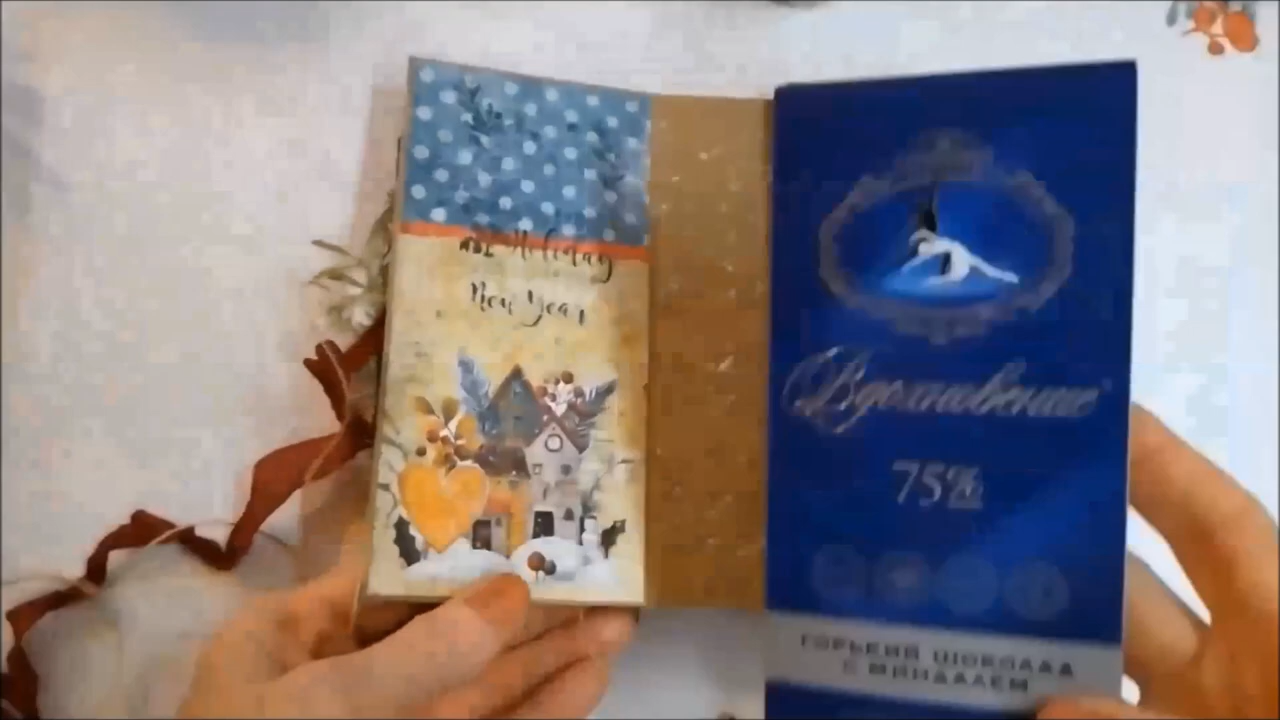 Holiday
New Year
Вдохновение
75%
ГОРЬКИЙ ШОКОЛАД
С МИНДАЛЕМ